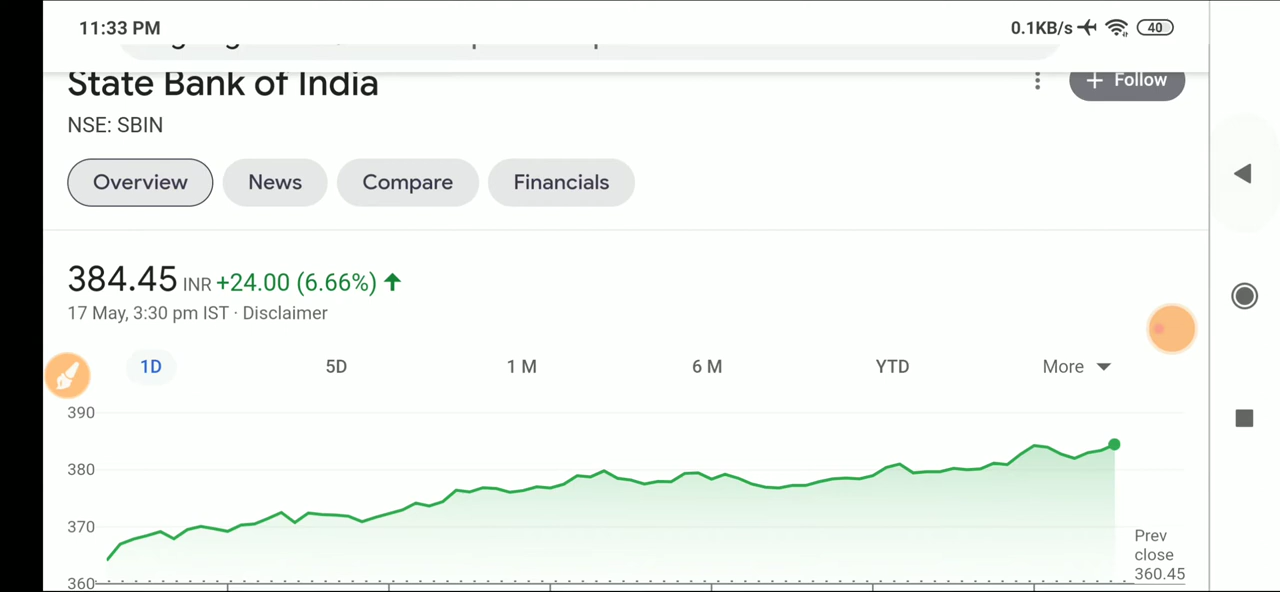 11:33 PM
0.1KB/s
40
State Bank of India
+ Follow
NSE: SBIN
Overview
News
Compare
Financials
384.45 INR +24.00 (6.66%)
17 May, 3:30 pm IST · Disclaimer
1D
5D
1 M
6 M
YTD
More
390
380
370
360
Prev
close
360.45